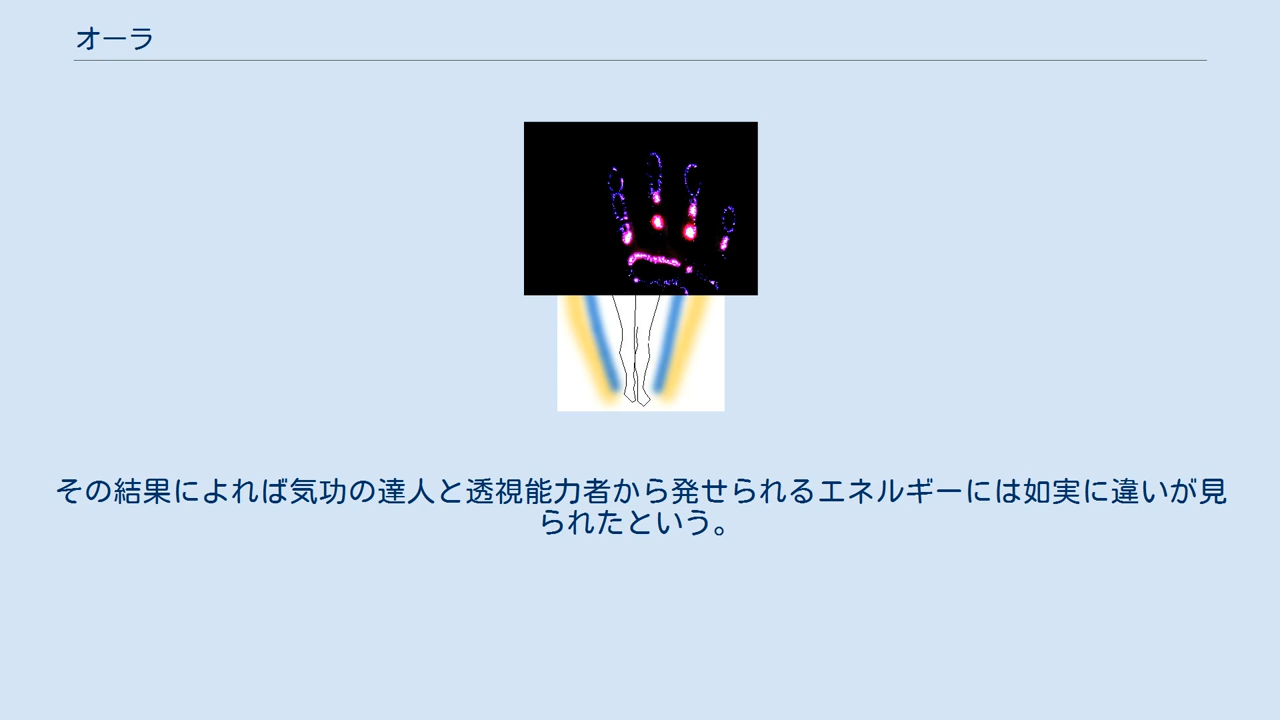 オーラ
その結果によれば気功の達人と透視能力者から発せられるエネルギーには如実に違いが見
られたという。